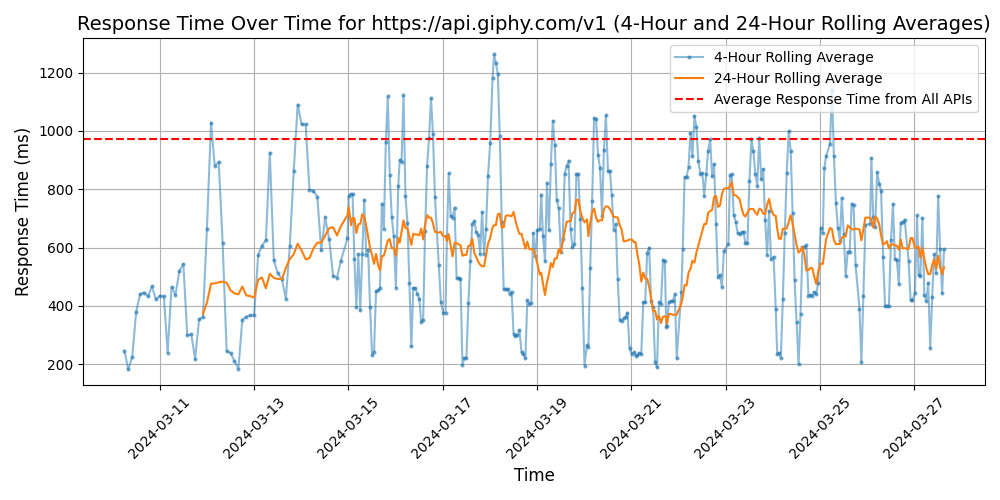 Response Time Over Time for https://api.giphy.com/v1 (4-Hour and 24-Hour Rolling Averages)
4-Hour Rolling Average
24-Hour Rolling Average
Average Response Time from All APIs
Response Time (ms)
1200
1000
800
600
400
200
2024-03-11
2024-03-13
2024-03-15
2024-03-17
2024-03-19
2024-03-21
2024-03-23
2024-03-25
2024-03-27
Time